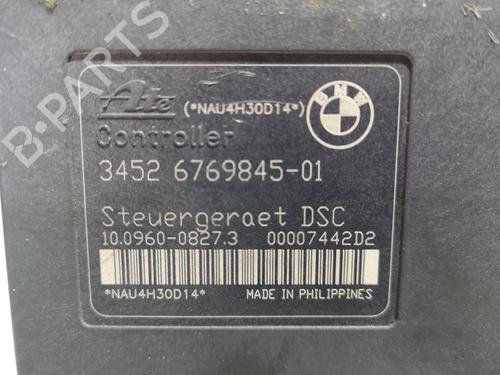 Ate (*NAU4H30D14*) BMW
Controller
3452 6769845-01
Steuergeraet DSC
10.0960-0827.3 00007442D2
*NAU4H30D14* MADE IN PHILIPPINES
B-PARTS